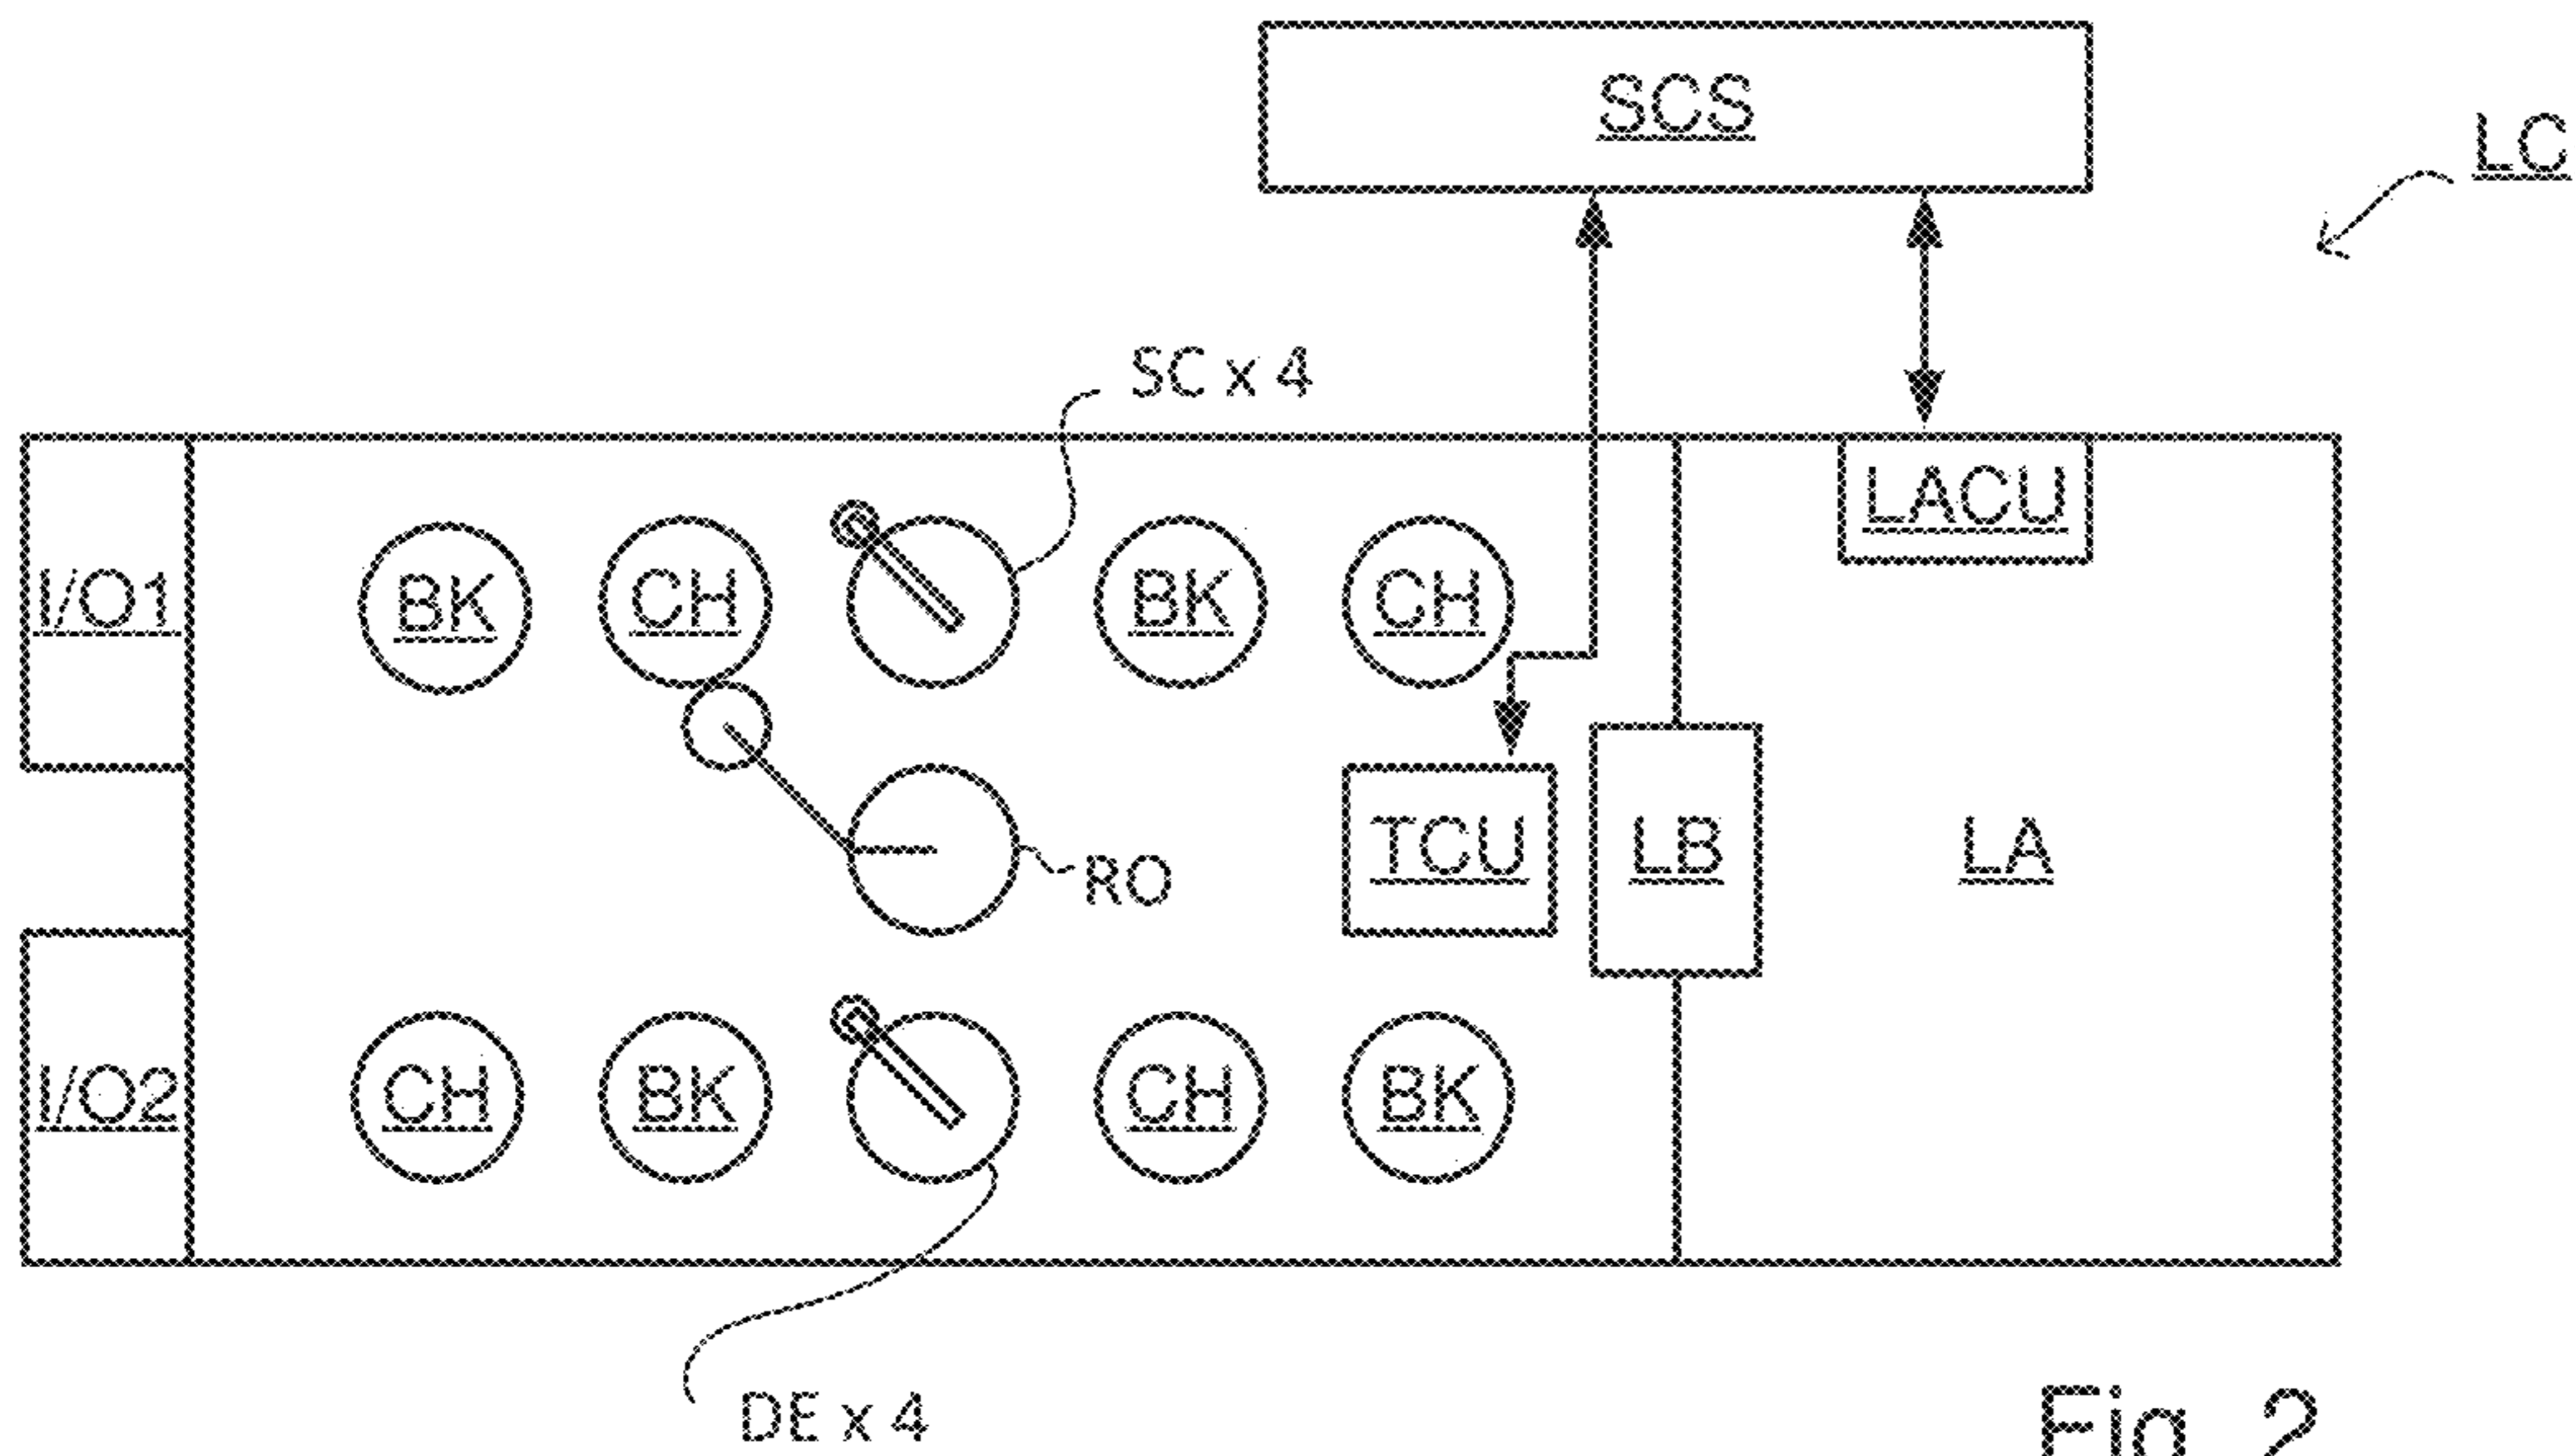 SCS
LC
SC x 4
LACU
I/O1
BK
CH
BK
CH
RO
TCU
LB
LA
I/O2
CH
BK
CH
BK
DE x 4
Fig. 2